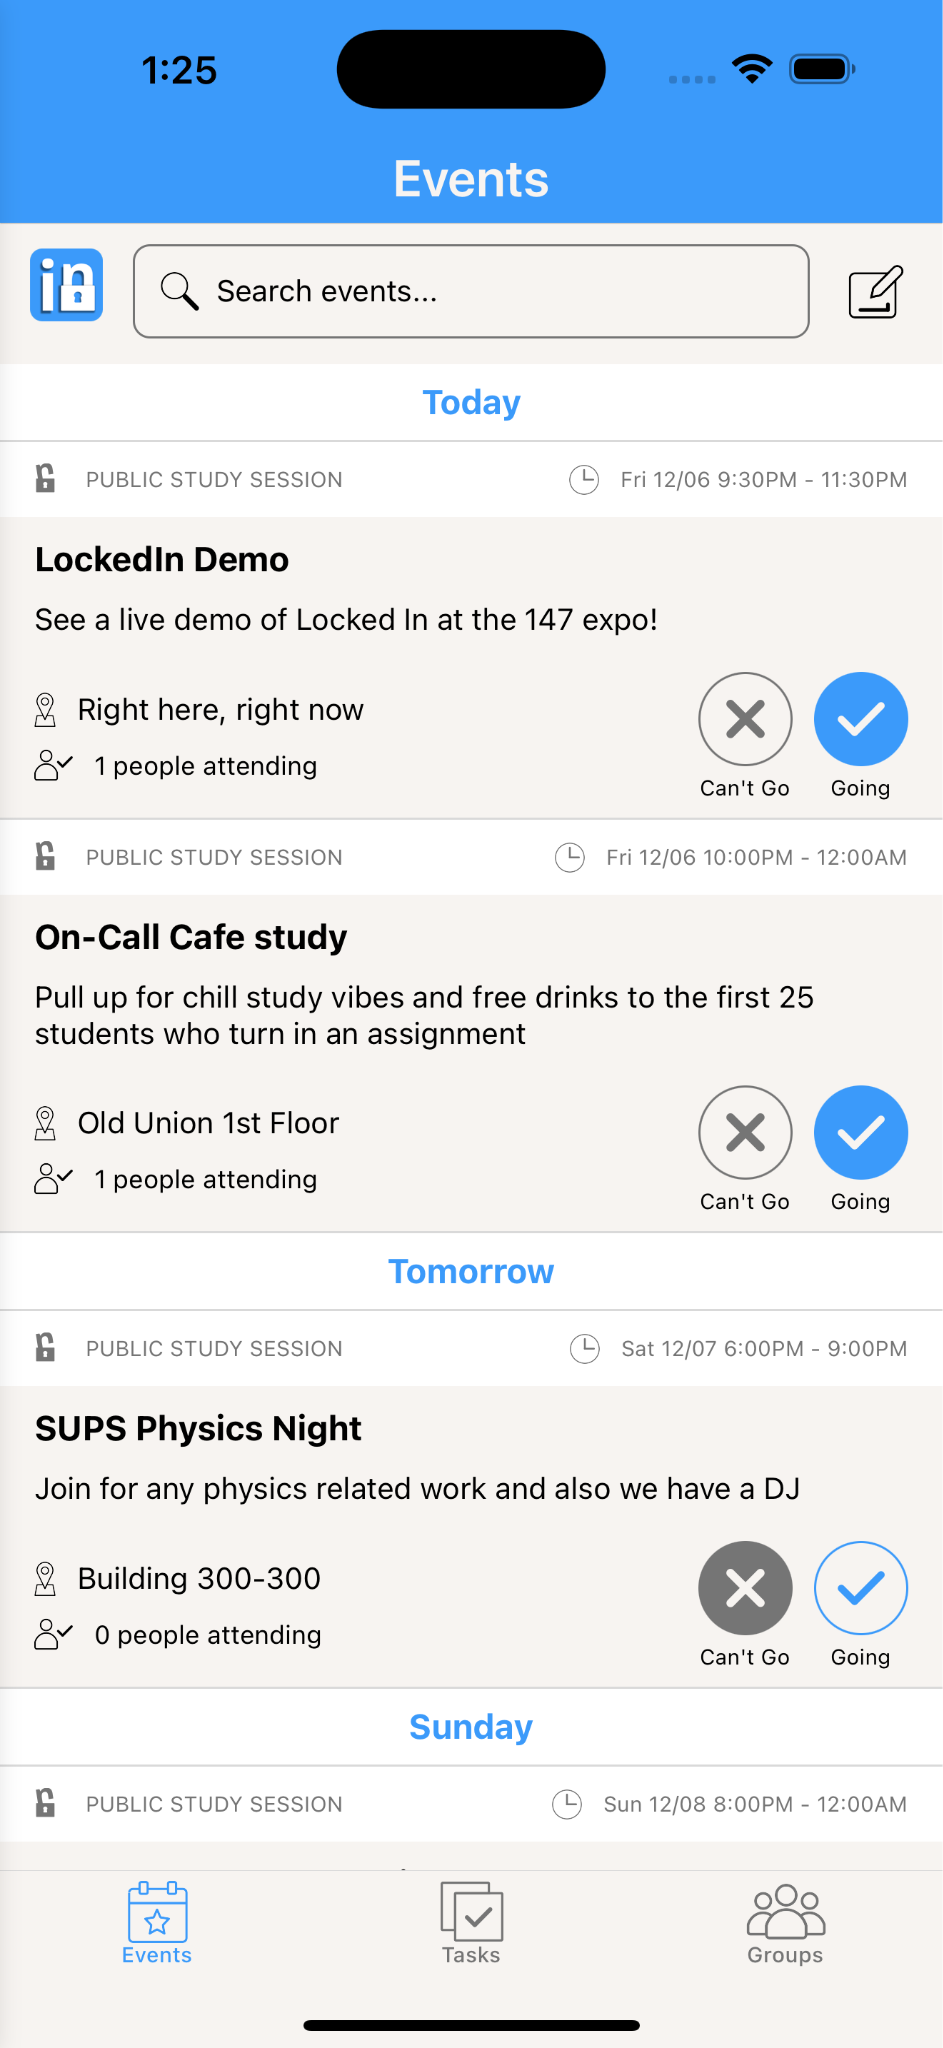 1:25
Events
in
Search events...
Today
PUBLIC STUDY SESSION
Fri 12/06 9:30PM - 11:30PM
LockedIn Demo
See a live demo of Locked In at the 147 expo!
Right here, right now
1 people attending
Can't Go
Going
PUBLIC STUDY SESSION
Fri 12/06 10:00PM - 12:00AM
On-Call Cafe study
Pull up for chill study vibes and free drinks to the first 25
students who turn in an assignment
Old Union 1st Floor
1 people attending
Can't Go
Going
Tomorrow
PUBLIC STUDY SESSION
Sat 12/07 6:00PM - 9:00PM
SUPS Physics Night
Join for any physics related work and also we have a DJ
Building 300-300
0 people attending
Can't Go
Going
Sunday
PUBLIC STUDY SESSION
Sun 12/08 8:00PM - 12:00AM
Events
Tasks
Groups